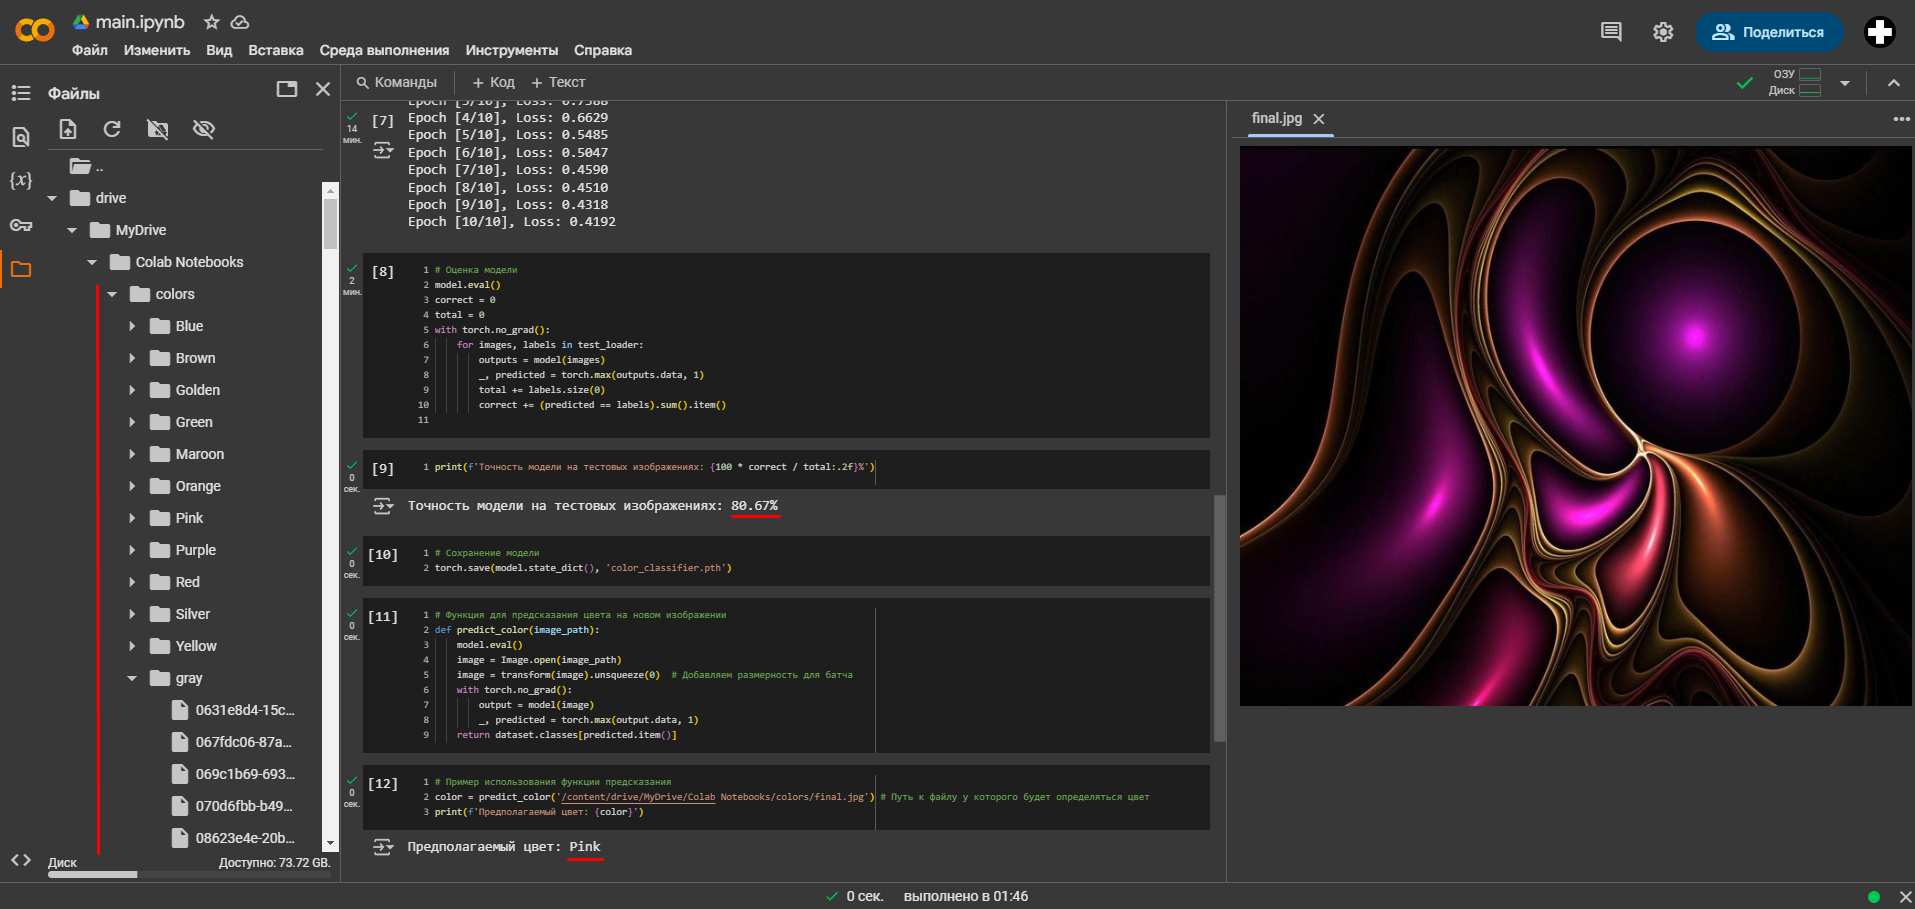 main.ipynb
Файл Изменить Вид Вставка Среда выполнения Инструменты Справка
Поделиться
Файлы
Команды + Код + Текст
ОЗУ
Диск
..
drive
MyDrive
Colab Notebooks
colors
Blue
Brown
Golden
Green
Maroon
Orange
Pink
Purple
Red
Silver
Yellow
gray
0631e8d4-15c...
067fdc06-87a...
069c1b69-693...
070d6fbb-b49...
08623e4e-20b...
Диск Доступно: 73.72 GB.
{x}
14 мин.
[7]
Epoch [3/10], Loss: 0.7388
Epoch [4/10], Loss: 0.6629
Epoch [5/10], Loss: 0.5485
Epoch [6/10], Loss: 0.5047
Epoch [7/10], Loss: 0.4590
Epoch [8/10], Loss: 0.4510
Epoch [9/10], Loss: 0.4318
Epoch [10/10], Loss: 0.4192
2 мин.
[8]
1 # Оценка модели
2 model.eval()
3 correct = 0
4 total = 0
5 with torch.no_grad():
6 for images, labels in test_loader:
7 outputs = model(images)
8 _, predicted = torch.max(outputs.data, 1)
9 total += labels.size(0)
10 correct += (predicted == labels).sum().item()
11
0 сек.
[9]
1 print(f'Точность модели на тестовых изображениях: {100 * correct / total:.2f}%')
Точность модели на тестовых изображениях: 80.67%
0 сек.
[10]
1 # Сохранение модели
2 torch.save(model.state_dict(), 'color_classifier.pth')
0 сек.
[11]
1 # Функция для предсказания цвета на новом изображении
2 def predict_color(image_path):
3 model.eval()
4 image = Image.open(image_path)
5 image = transform(image).unsqueeze(0) # Добавляем размерность для батча
6 with torch.no_grad():
7 output = model(image)
8 _, predicted = torch.max(output.data, 1)
9 return dataset.classes[predicted.item()]
0 сек.
[12]
1 # Пример использования функции предсказания
2 color = predict_color('/content/drive/MyDrive/Colab Notebooks/colors/final.jpg') # Путь к файлу у которого будет определяться цвет
3 print(f'Предполагаемый цвет: {color}')
Предполагаемый цвет: Pink
final.jpg
0 сек. выполнено в 01:46